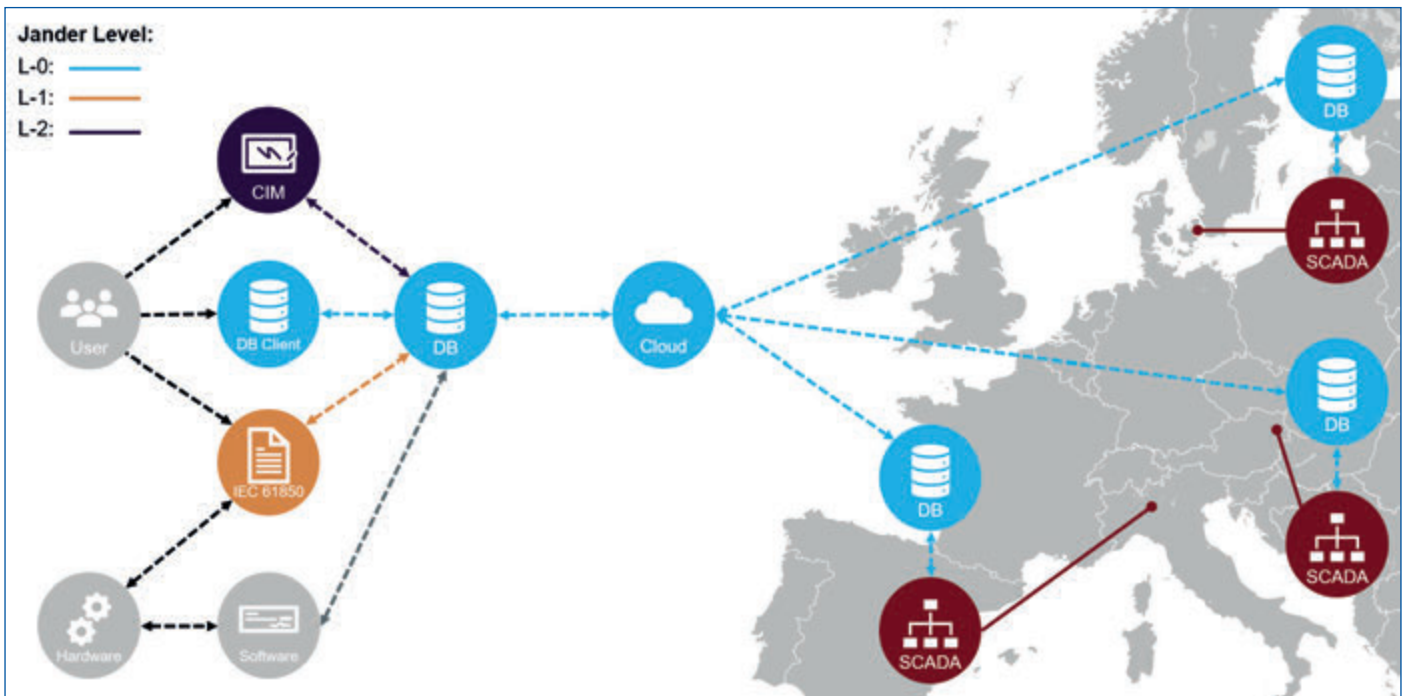 Jander Level:
L-0:
L-1:
L-2:
CIM
User
DB Client
DB
Cloud
IEC 61850
Hardware
Software
DB
SCADA
DB
SCADA
DB
SCADA